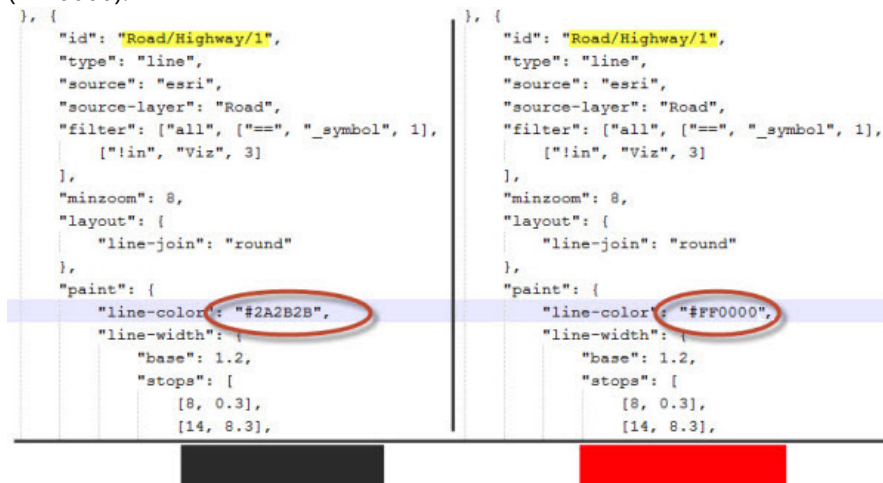 }, {
"id": "Road/Highway/1",
"type": "line",
"source": "esri",
"source-layer": "Road",
"filter": ["all", ["==", "_symbol", 1],
["!in", "Viz", 3]
],
"minzoom": 8,
"layout": {
"line-join": "round"
},
"paint": {
"line-color": "#2A2B2B",
"line-width": {
"base": 1.2,
"stops": [
[8, 0.3],
[14, 8.3],
}, {
"id": "Road/Highway/1",
"type": "line",
"source": "esri",
"source-layer": "Road",
"filter": ["all", ["==", "_symbol", 1],
["!in", "Viz", 3]
],
"minzoom": 8,
"layout": {
"line-join": "round"
},
"paint": {
"line-color": "#FF0000",
"line-width": {
"base": 1.2,
"stops": [
[8, 0.3],
[14, 8.3],